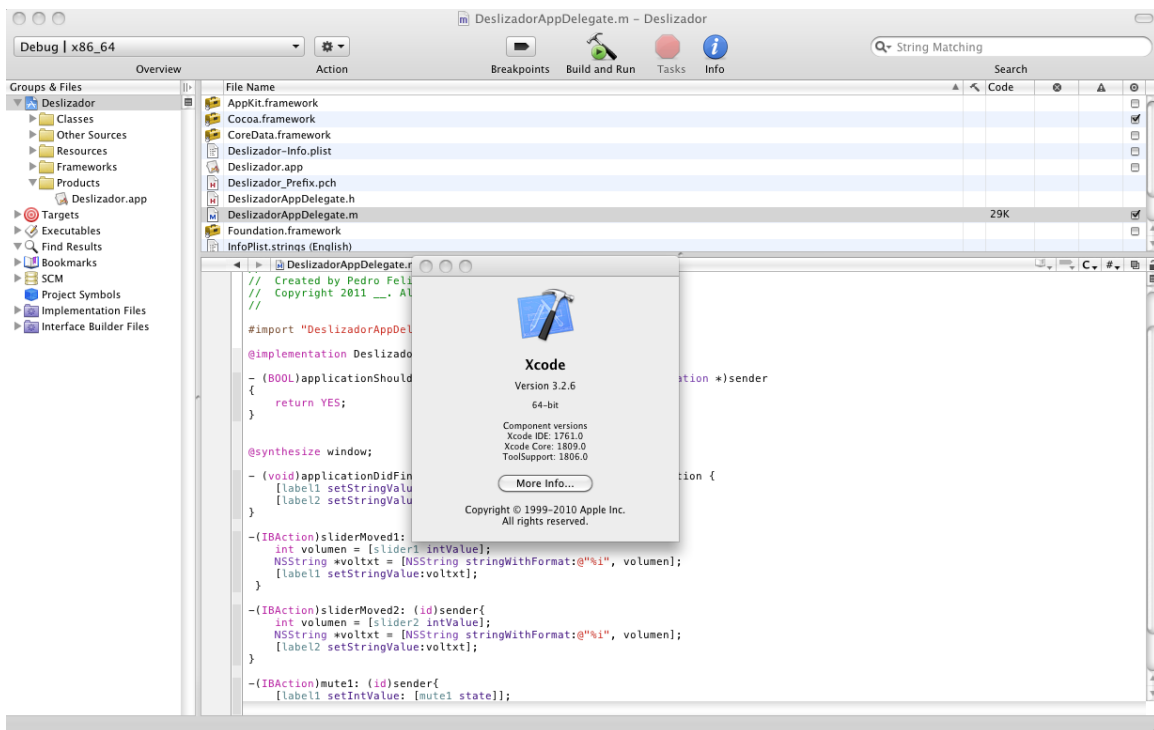 DeslizadorAppDelegate.m – Deslizador
Debug | x86_64
String Matching
Overview
Action
Breakpoints
Build and Run
Tasks
Info
Search
Groups & Files
Deslizador
Classes
Other Sources
Resources
Frameworks
Products
Deslizador.app
Targets
Executables
Find Results
Bookmarks
SCM
Project Symbols
Implementation Files
Interface Builder Files
File Name
Code
AppKit.framework
Cocoa.framework
CoreData.framework
Deslizador-Info.plist
Deslizador.app
Deslizador_Prefix.pch
DeslizadorAppDelegate.h
DeslizadorAppDelegate.m 29K
Foundation.framework
InfoPlist.strings (English)
DeslizadorAppDelegate.
C #
// Created by Pedro Feli
// Copyright 2011 __. Al
//
#import "DeslizadorAppDel
@implementation Deslizado
- (BOOL)applicationShould ation *)sender
{
return YES;
}
@synthesize window;
- (void)applicationDidFin tion {
[label1 setStringValu
[label2 setStringValu
}
-(IBAction)sliderMoved1:
int volumen = [slider1 intValue];
NSString *voltxt = [NSString stringWithFormat:@"%i", volumen];
[label1 setStringValue:voltxt];
}
-(IBAction)sliderMoved2: (id)sender{
int volumen = [slider2 intValue];
NSString *voltxt = [NSString stringWithFormat:@"%i", volumen];
[label2 setStringValue:voltxt];
}
-(IBAction)mute1: (id)sender{
[label1 setIntValue: [mute1 state]];
Xcode
Version 3.2.6
64-bit
Component versions
Xcode IDE: 1761.0
Xcode Core: 1809.0
ToolSupport: 1806.0
More Info...
Copyright © 1999–2010 Apple Inc.
All rights reserved.